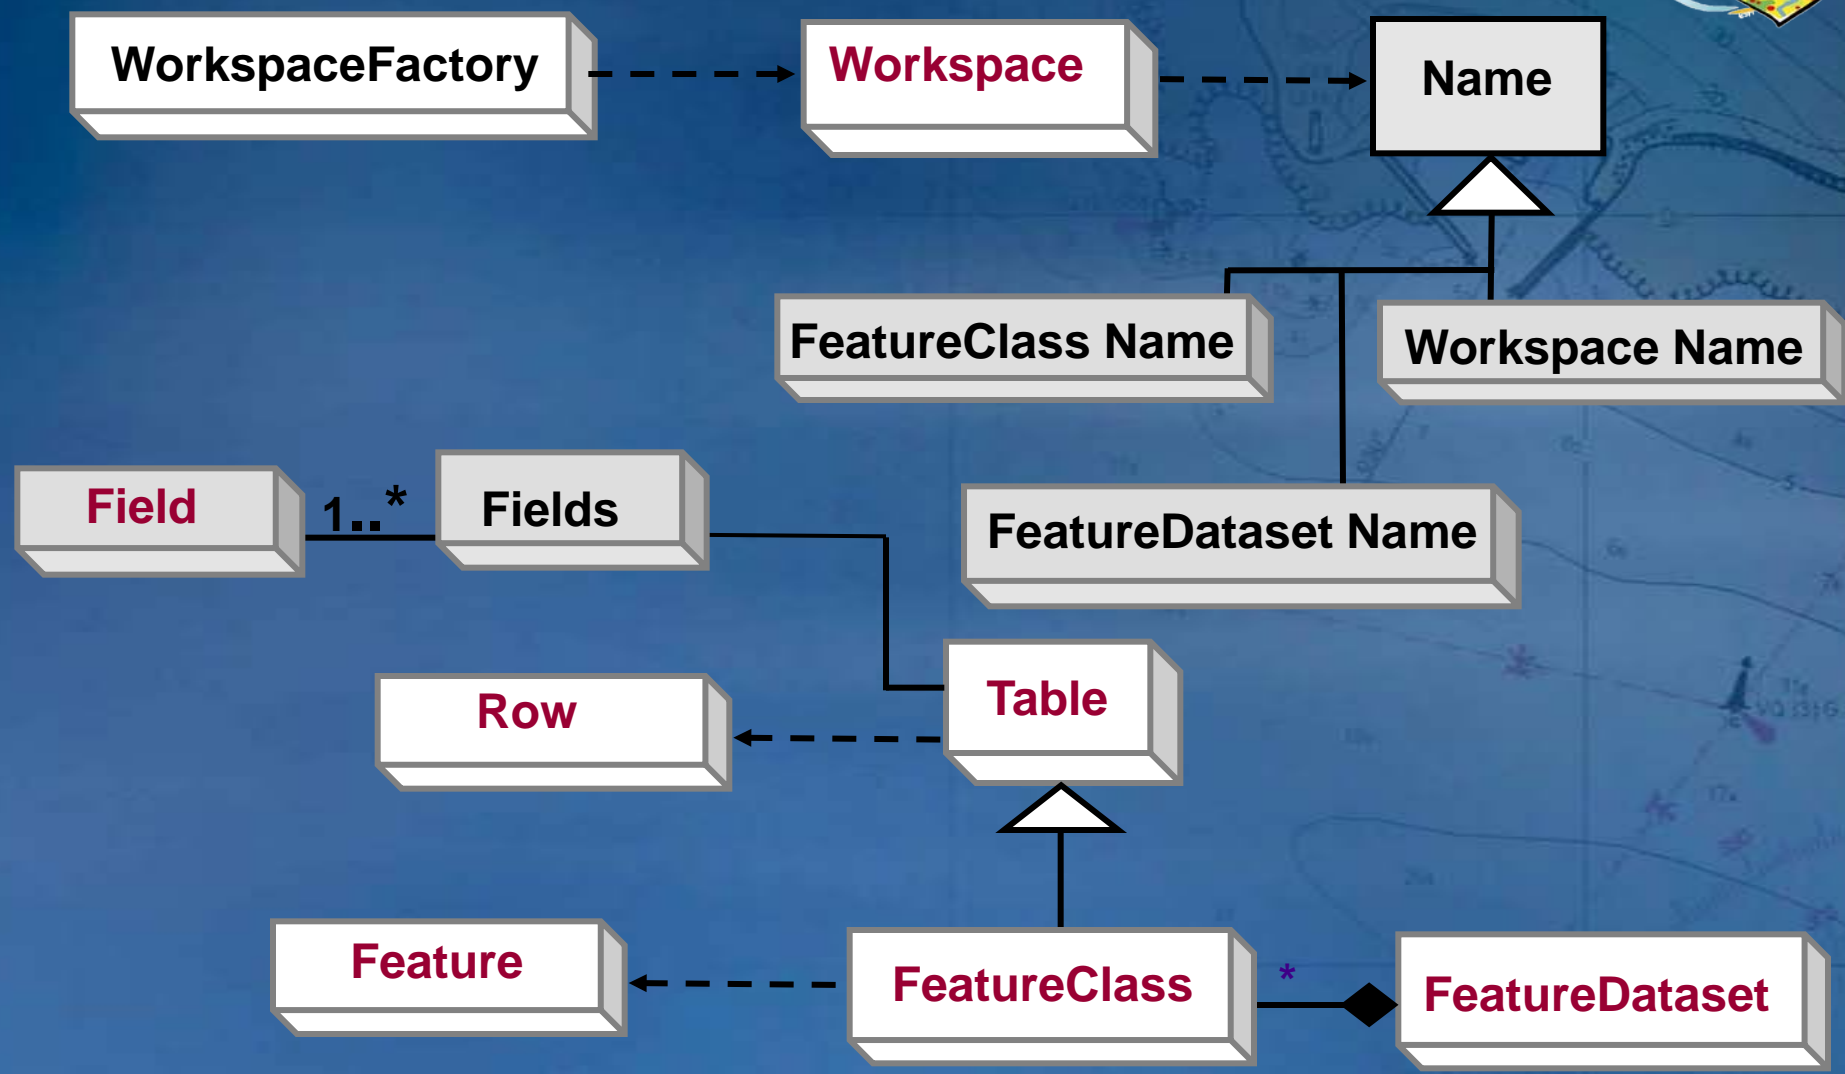 WorkspaceFactory
Workspace
Name
FeatureClass Name
Workspace Name
Field
1..*
Fields
FeatureDataset Name
Row
Table
Feature
FeatureClass
*
FeatureDataset